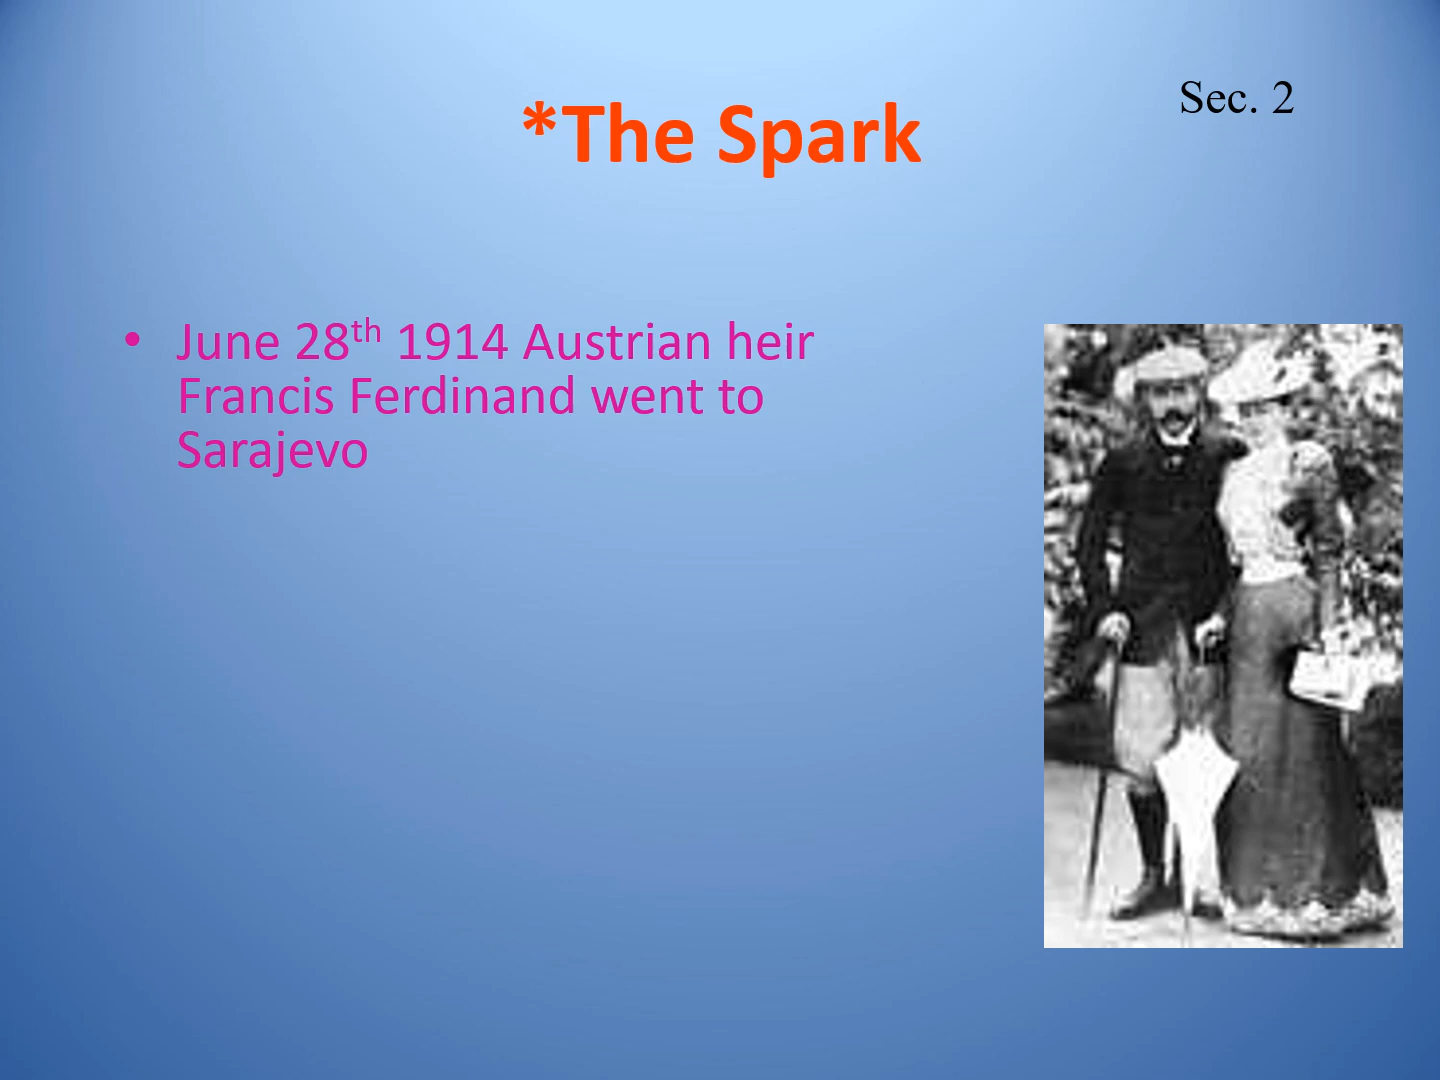 Sec. 2
*The Spark
• June 28th 1914 Austrian heir
Francis Ferdinand went to
Sarajevo